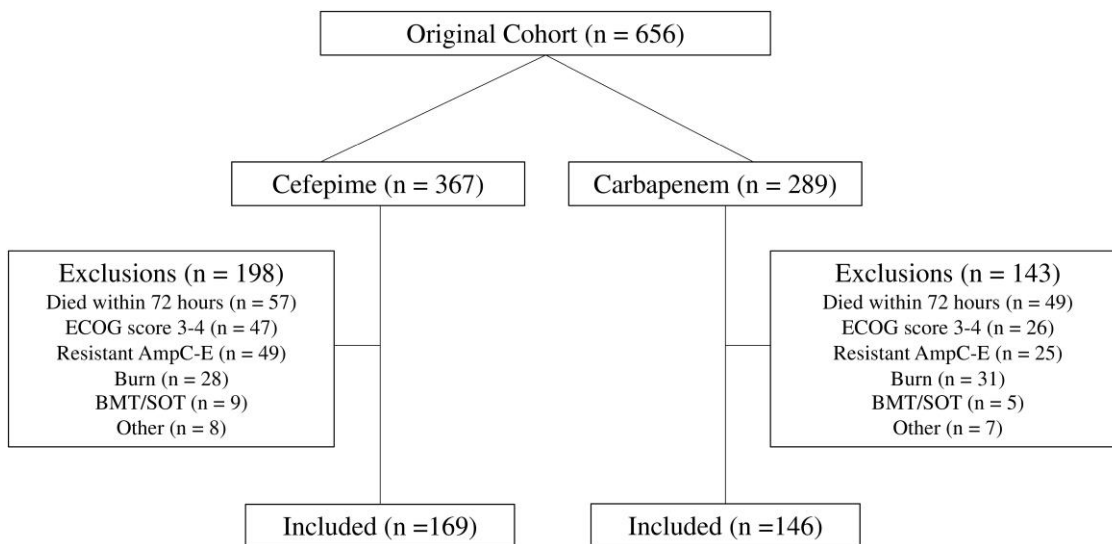 Original Cohort (n = 656)
Cefepime (n = 367)
Carbapenem (n = 289)
Exclusions (n = 198)
Died within 72 hours (n = 57)
ECOG score 3-4 (n = 47)
Resistant AmpC-E (n = 49)
Burn (n = 28)
BMT/SOT (n = 9)
Other (n = 8)
Exclusions (n = 143)
Died within 72 hours (n = 49)
ECOG score 3-4 (n = 26)
Resistant AmpC-E (n = 25)
Burn (n = 31)
BMT/SOT (n = 5)
Other (n = 7)
Included (n =169)
Included (n =146)